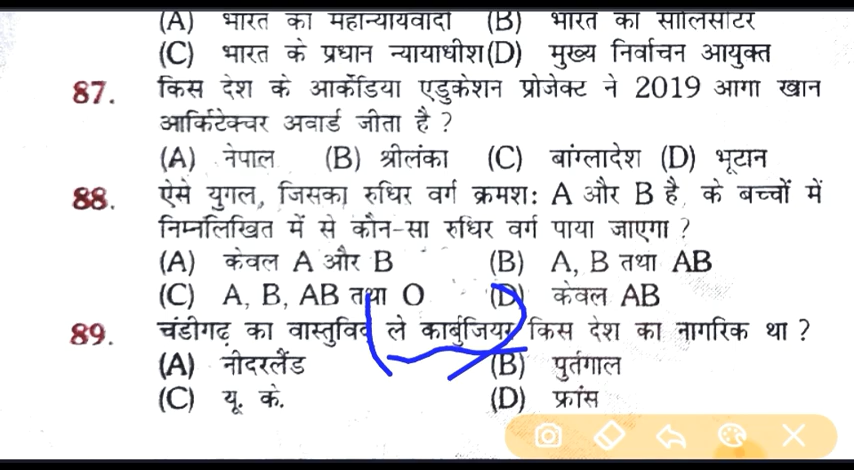 (A) भारत का महान्यायवादी (B) भारत का सॉलिसीटर
(C) भारत के प्रधान न्यायाधीश (D) मुख्य निर्वाचन आयुक्त
87. किस देश के आर्केडिया एडुकेशन प्रोजेक्ट ने 2019 आगा खान
आर्किटेक्चर अवार्ड जीता है ?
(A) नेपाल (B) श्रीलंका (C) बांग्लादेश (D) भूटान
88. ऐसे युगल, जिसका रुधिर वर्ग क्रमश: A और B है, के बच्चों में
निम्नलिखित में से कौन-सा रुधिर वर्ग पाया जाएगा ?
(A) केवल A और B (B) A, B तथा AB
(C) A, B, AB तथा O (D) केवल AB
89. चंडीगढ़ का वास्तुविद ले कार्बुजियर किस देश का नागरिक था ?
(A) नीदरलैंड (B) पुर्तगाल
(C) यू. के. (D) फ्रांस